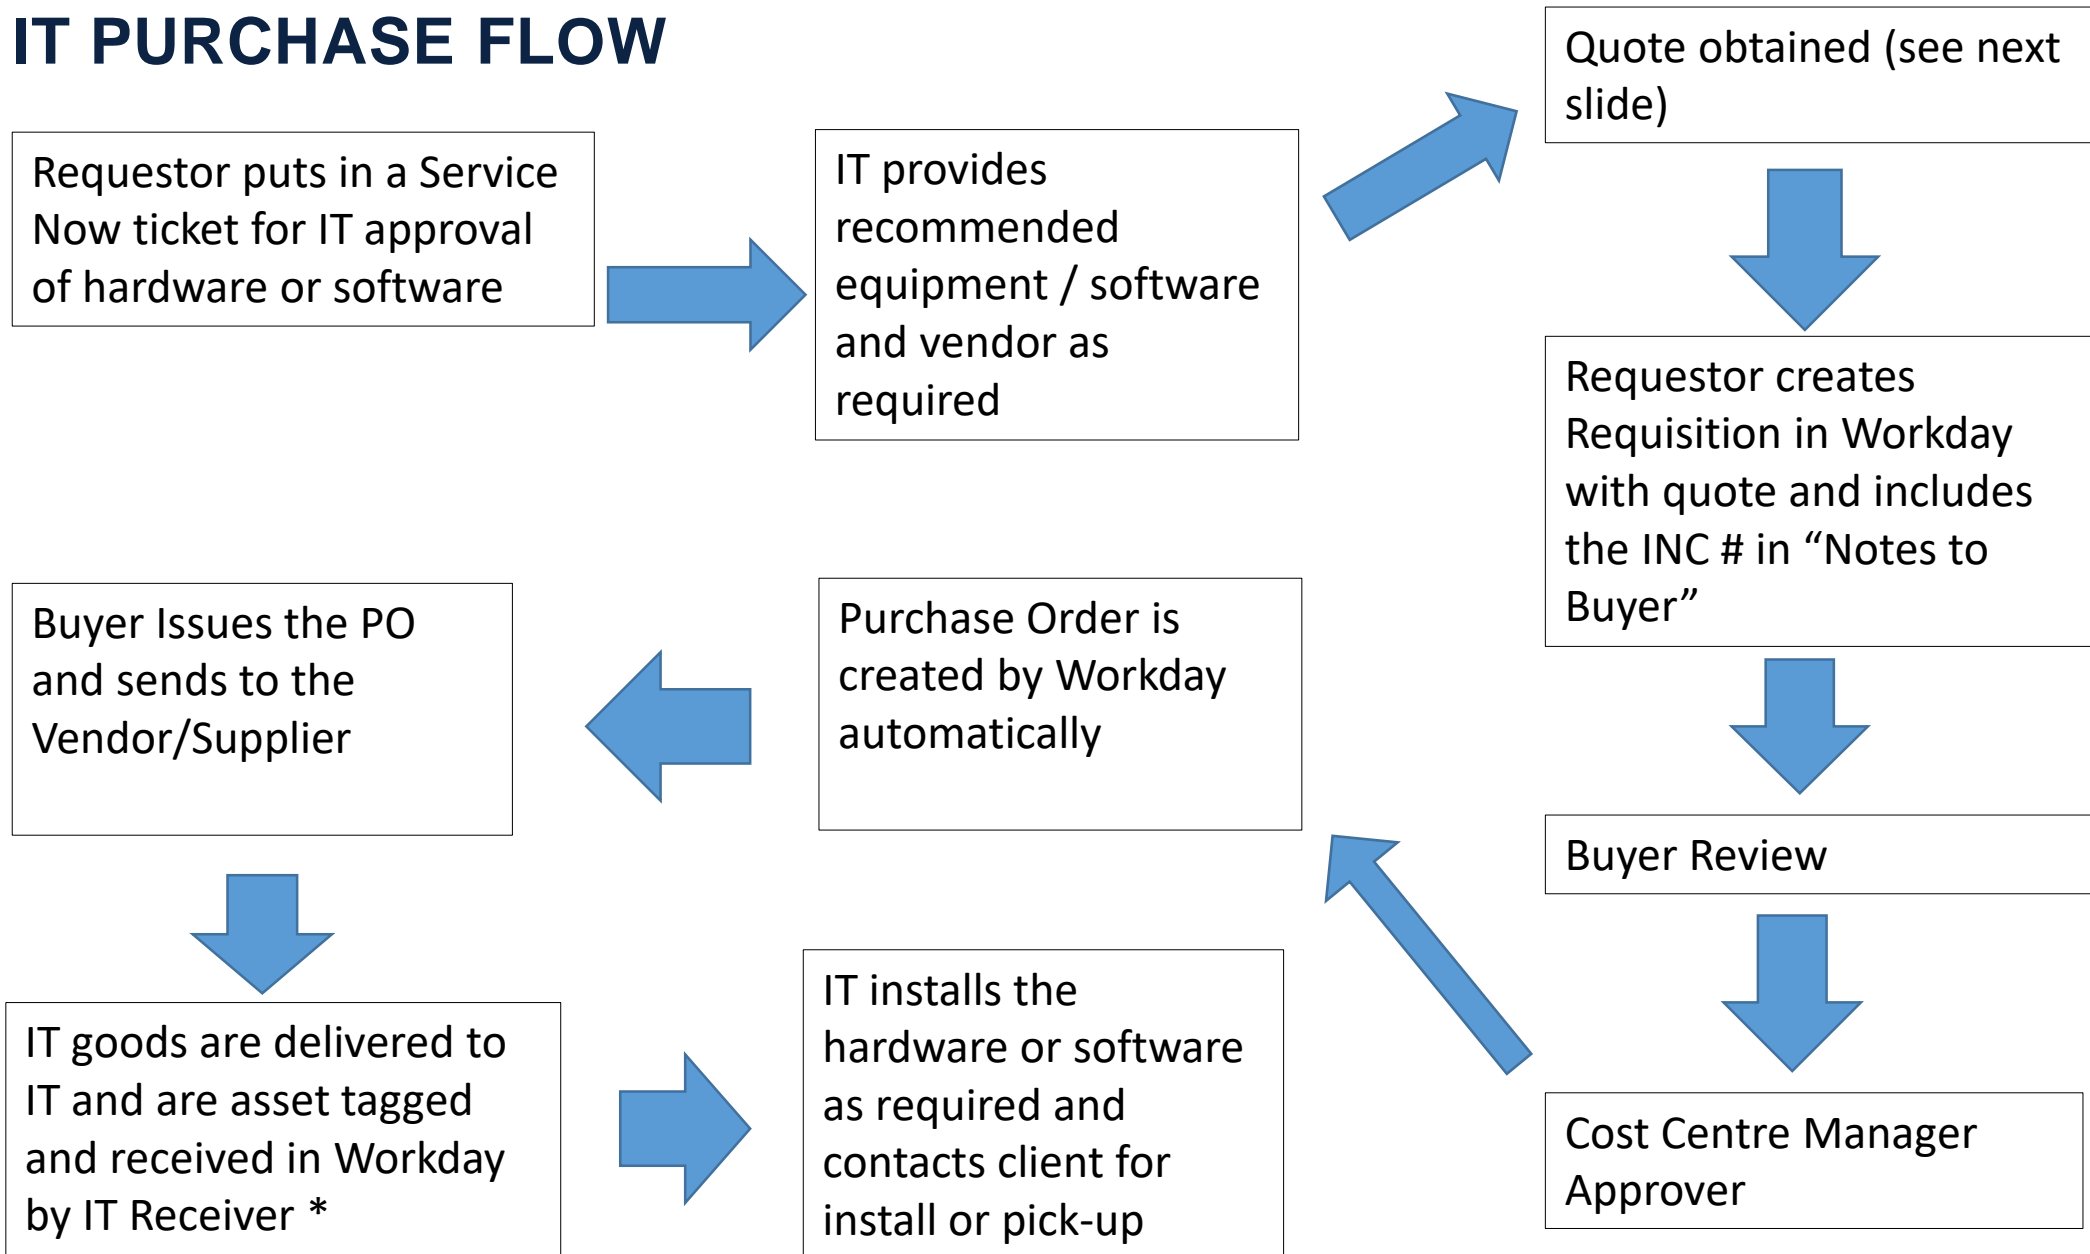 IT PURCHASE FLOW
Requestor puts in a Service
Now ticket for IT approval
of hardware or software
IT provides
recommended
equipment / software
and vendor as
required
Quote obtained (see next
slide)
Requestor creates
Requisition in Workday
with quote and includes
the INC # in “Notes to
Buyer”
Buyer Review
Cost Centre Manager
Approver
Purchase Order is
created by Workday
automatically
Buyer Issues the PO
and sends to the
Vendor/Supplier
IT goods are delivered to
IT and are asset tagged
and received in Workday
by IT Receiver *
IT installs the
hardware or software
as required and
contacts client for
install or pick-up